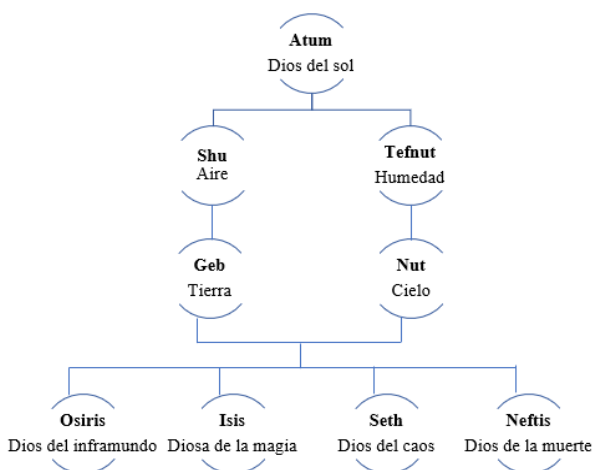 Atum
Dios del sol
Shu
Aire
Tefnut
Humedad
Geb
Tierra
Nut
Cielo
Osiris
Dios del inframundo
Isis
Diosa de la magia
Seth
Dios del caos
Neftis
Dios de la muerte